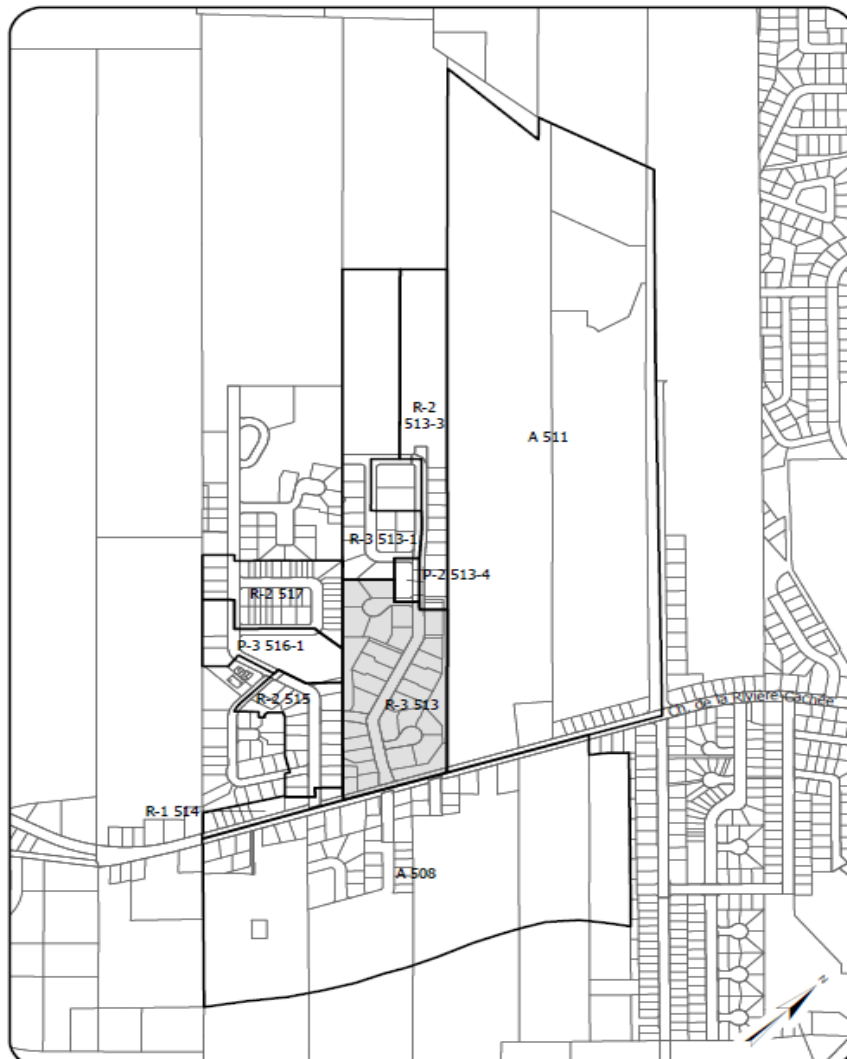 R-2
513-3
A 511
R-3 513-1
P-2 513-4
R-2 517
P-3 516-1
R-2 515
R-3 513
Ch. de la Rivière-Cachée
R-1 514
A 508
N